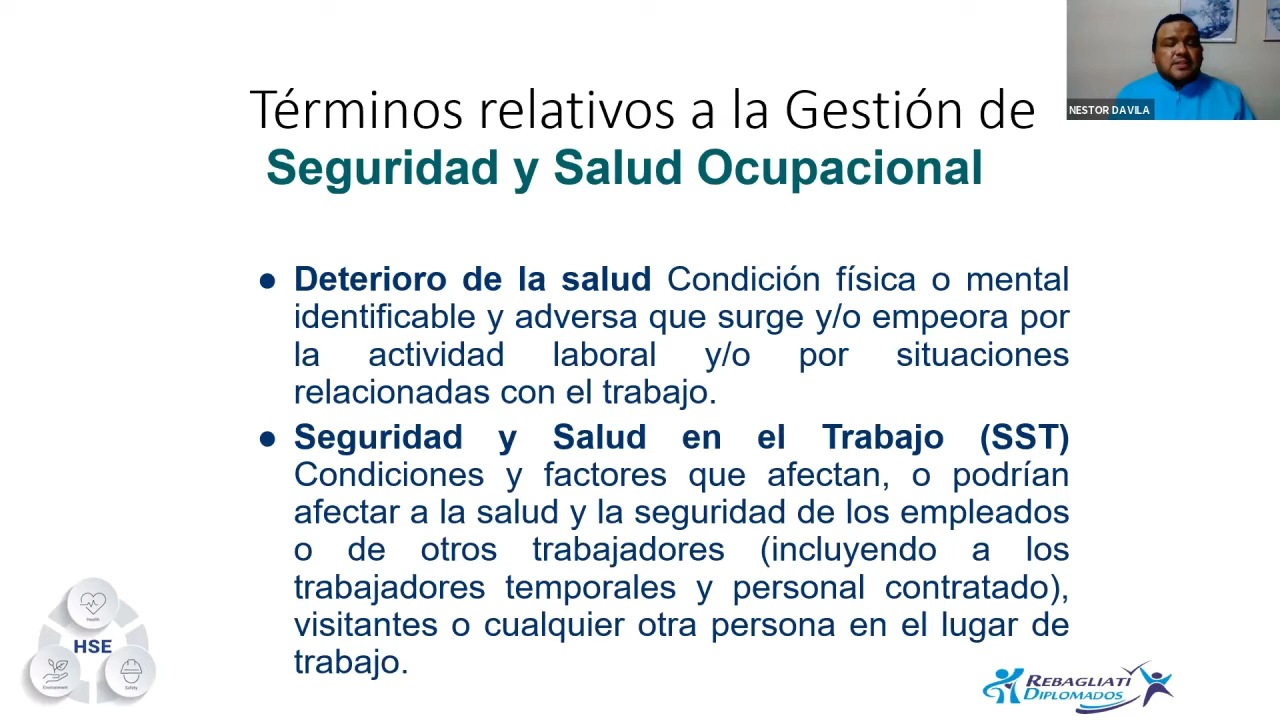 NESTOR DAVILA
Términos relativos a la Gestión de
Seguridad y Salud Ocupacional
● Deterioro de la salud Condición física o mental
identificable y adversa que surge y/o empeora por
la actividad laboral y/o por situaciones
relacionadas con el trabajo.
● Seguridad y Salud en el Trabajo (SST)
Condiciones y factores que afectan, o podrían
afectar a la salud y la seguridad de los empleados
o de otros trabajadores (incluyendo a los
trabajadores temporales y personal contratado),
visitantes o cualquier otra persona en el lugar de
trabajo.
Health
HSE
Environment
Safety
REBAGLIATI
DIPLOMADOS